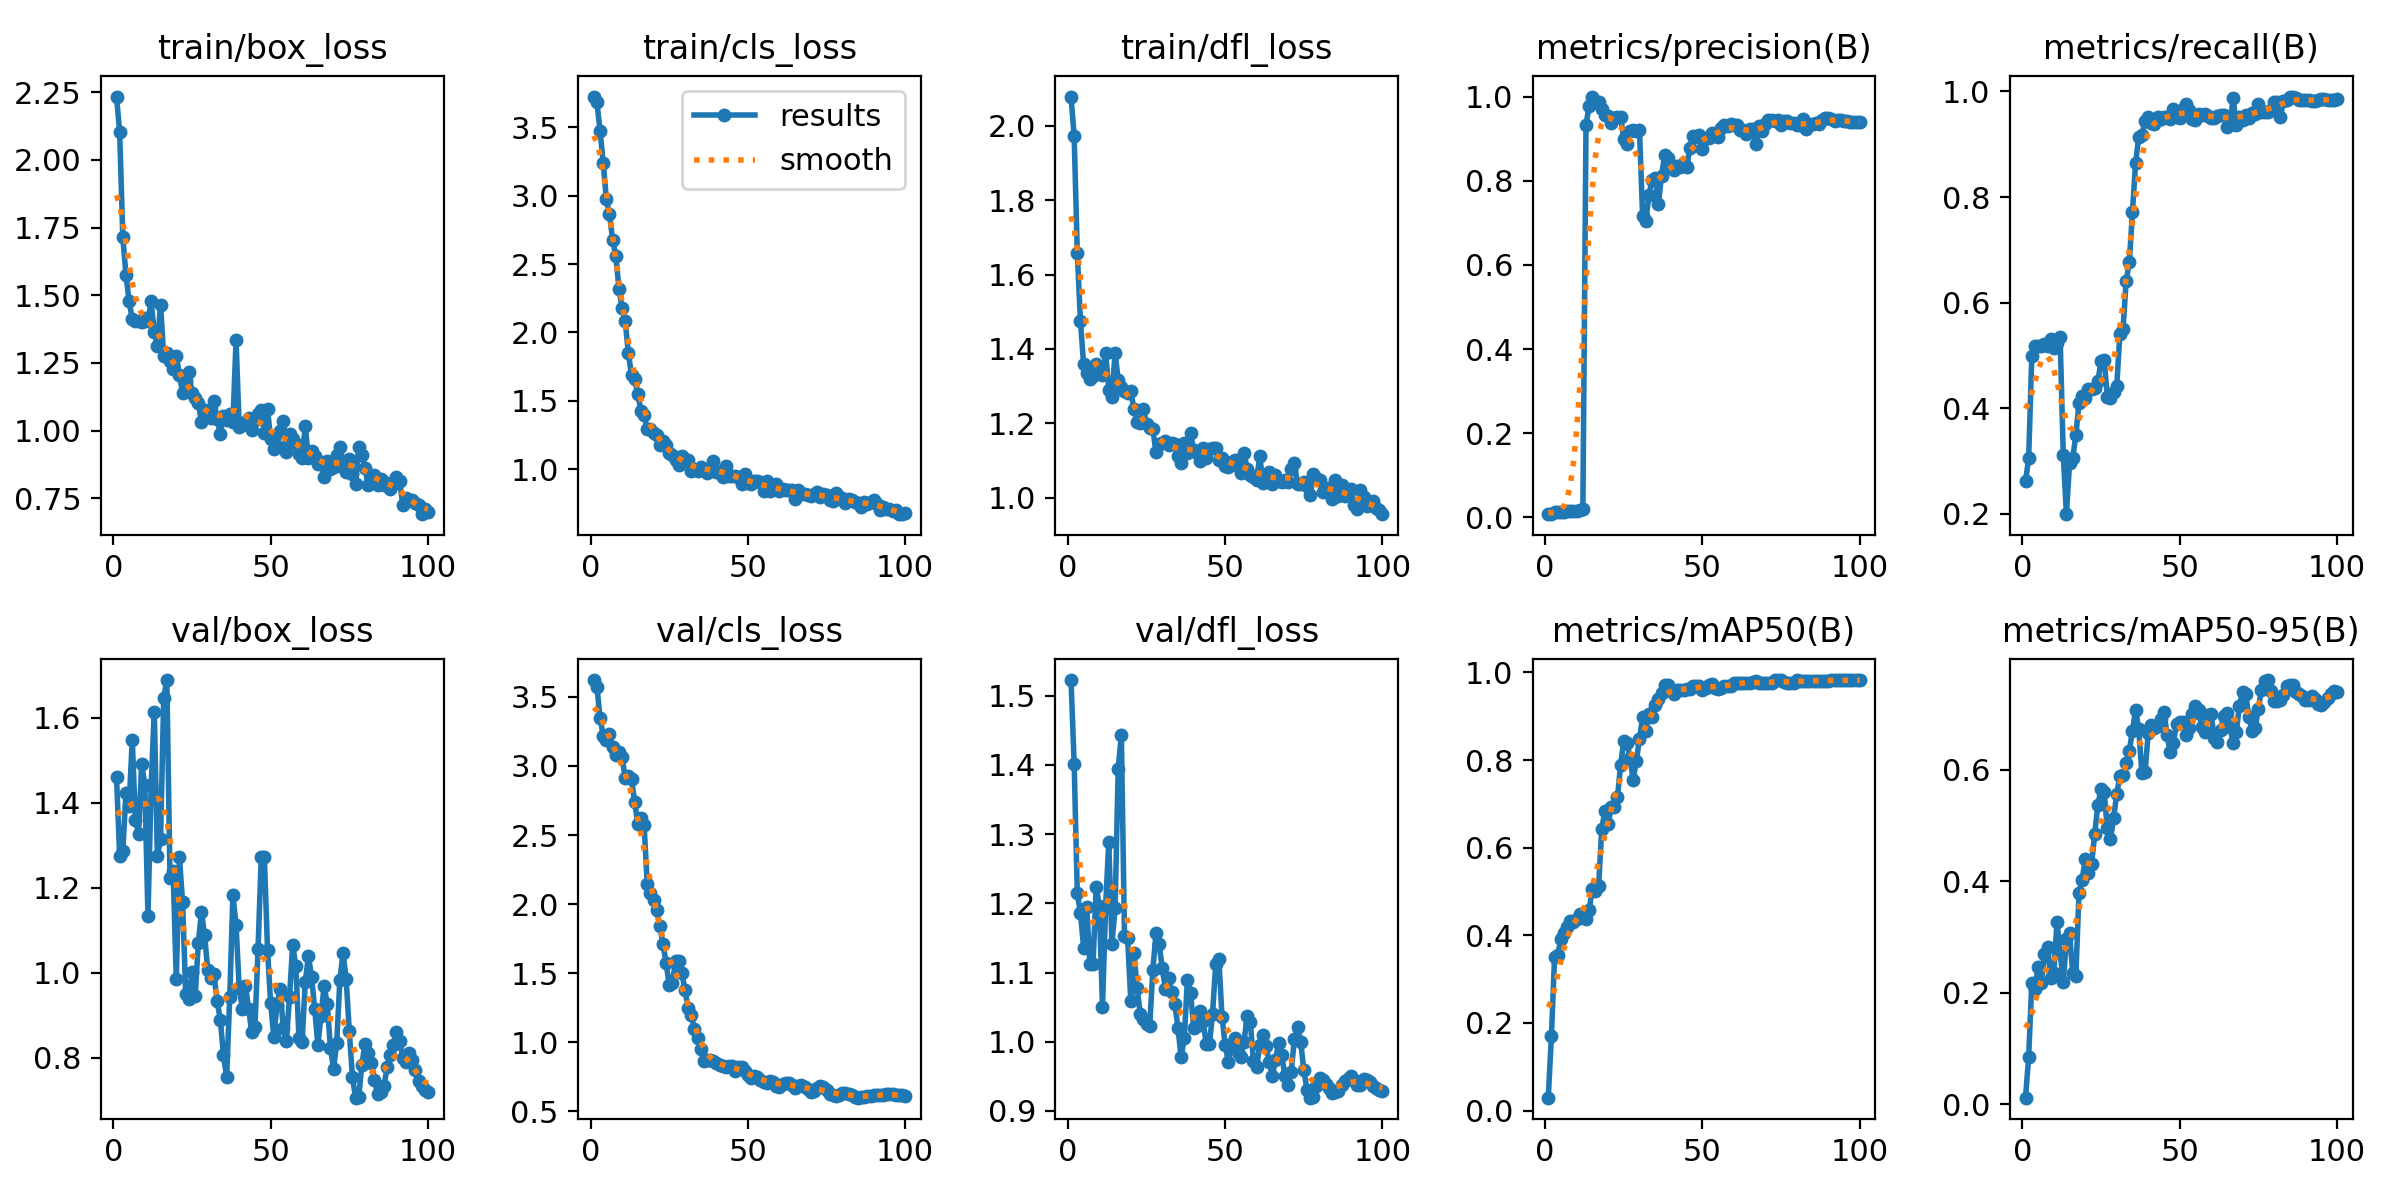 train/box_loss
2.25
2.00
1.75
1.50
1.25
1.00
0.75
0 50 100
train/cls_loss
results
smooth
3.5
3.0
2.5
2.0
1.5
1.0
0 50 100
train/dfl_loss
2.0
1.8
1.6
1.4
1.2
1.0
0 50 100
metrics/precision(B)
1.0
0.8
0.6
0.4
0.2
0.0
0 50 100
metrics/recall(B)
1.0
0.8
0.6
0.4
0.2
0 50 100
val/box_loss
1.6
1.4
1.2
1.0
0.8
0 50 100
val/cls_loss
3.5
3.0
2.5
2.0
1.5
1.0
0.5
0 50 100
val/dfl_loss
1.5
1.4
1.3
1.2
1.1
1.0
0.9
0 50 100
metrics/mAP50(B)
1.0
0.8
0.6
0.4
0.2
0.0
0 50 100
metrics/mAP50-95(B)
0.6
0.4
0.2
0.0
0 50 100